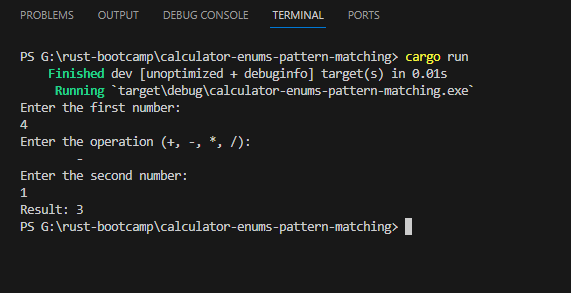 PROBLEMS OUTPUT DEBUG CONSOLE TERMINAL PORTS
PS G:\rust-bootcamp\calculator-enums-pattern-matching> cargo run
    Finished dev [unoptimized + debuginfo] target(s) in 0.01s
     Running `target\debug\calculator-enums-pattern-matching.exe`
Enter the first number:
4
Enter the operation (+, -, *, /):
        -
Enter the second number:
1
Result: 3
PS G:\rust-bootcamp\calculator-enums-pattern-matching>